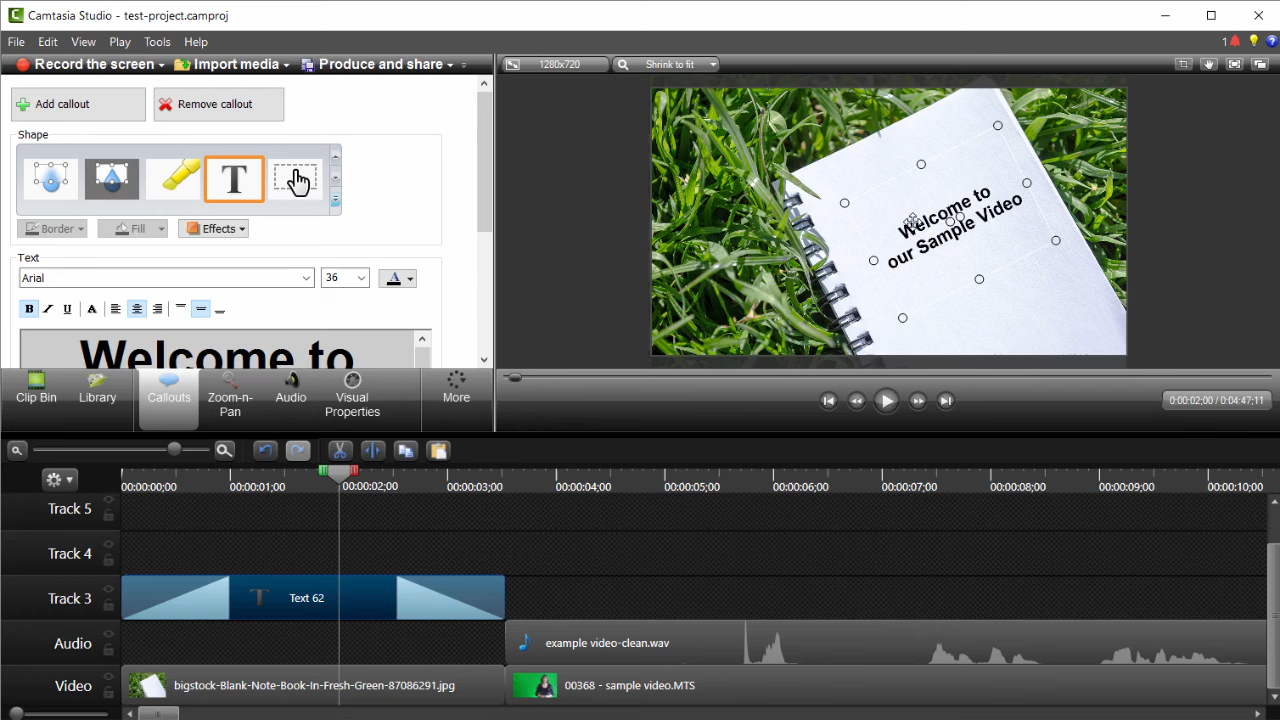 Camtasia Studio - test-project.camproj
File Edit View Play Tools Help
1
Record the screen Import media Produce and share
1280x720 Shrink to fit
Add callout Remove callout
Shape
T
Border Fill Effects
Text
Arial 36 A
B I U A
Welcome to
Welcome to
our Sample Video
Clip Bin Library Callouts Zoom-n-Pan Audio Visual Properties More
0:00:02;00 / 0:04:47;11
00:00:00;00 00:00:01;00 00:00:02;00 00:00:03;00 00:00:04;00 00:00:05;00 00:00:06;00 00:00:07;00 00:00:08;00 00:00:09;00 00:00:10;00
Track 5
Track 4
Track 3 T Text 62
Audio example video-clean.wav
Video bigstock-Blank-Note-Book-In-Fresh-Green-87086291.jpg 00368 - sample video.MTS